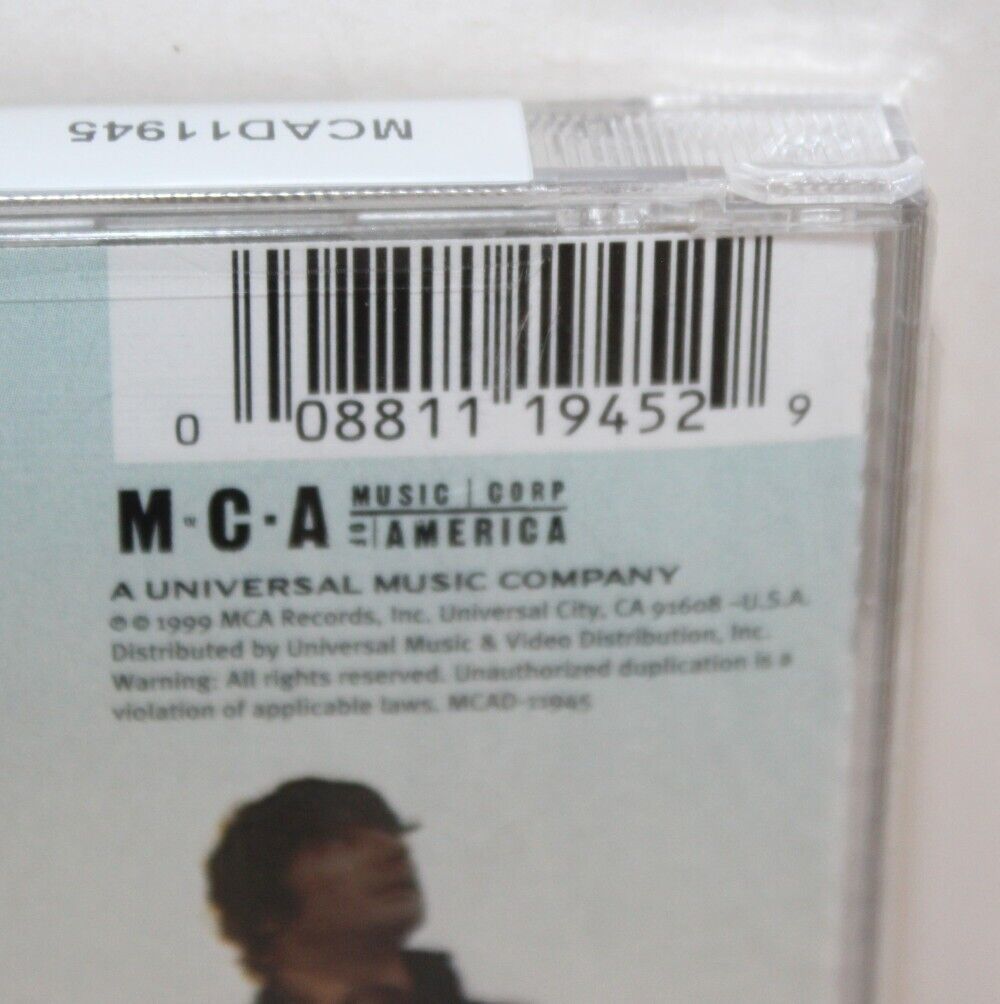 MCAD11945
0 08811 19452 9
M·C·A MUSIC CORP
OF AMERICA
A UNIVERSAL MUSIC COMPANY
℗ © 1999 MCA Records, Inc. Universal City, CA 91608 –U.S.A.
Distributed by Universal Music & Video Distribution, Inc.
Warning: All rights reserved. Unauthorized duplication is a
violation of applicable laws. MCAD-11945